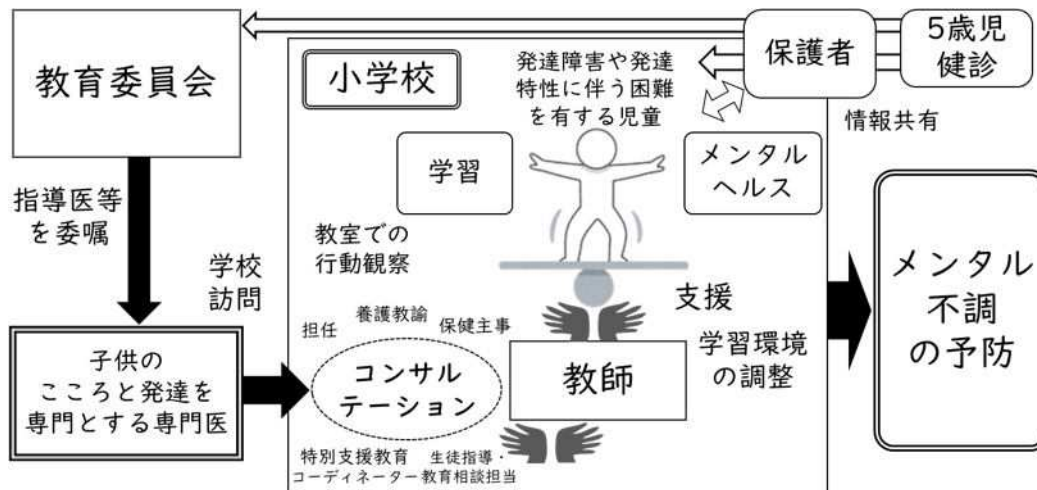 教育委員会
指導医等
を委嘱
子供の
こころと発達を
専門とする専門医
学校
訪問
小学校
発達障害や発達
特性に伴う困難
を有する児童
保護者
5歳児
健診
情報共有
学習
メンタル
ヘルス
教室での
行動観察
担任
養護教諭
保健主事
コンサル
テーション
特別支援教育
コーディネーター
生徒指導・
教育相談担当
教師
支援
学習環境
の調整
メンタル
不調
の予防